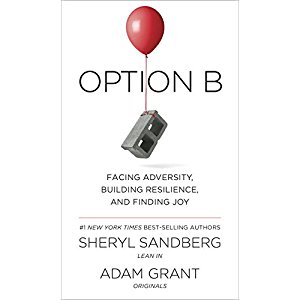 OPTION B
FACING ADVERSITY,
BUILDING RESILIENCE,
AND FINDING JOY
#1 NEW YORK TIMES BEST-SELLING AUTHORS
SHERYL SANDBERG
LEAN IN
ADAM GRANT
ORIGINALS